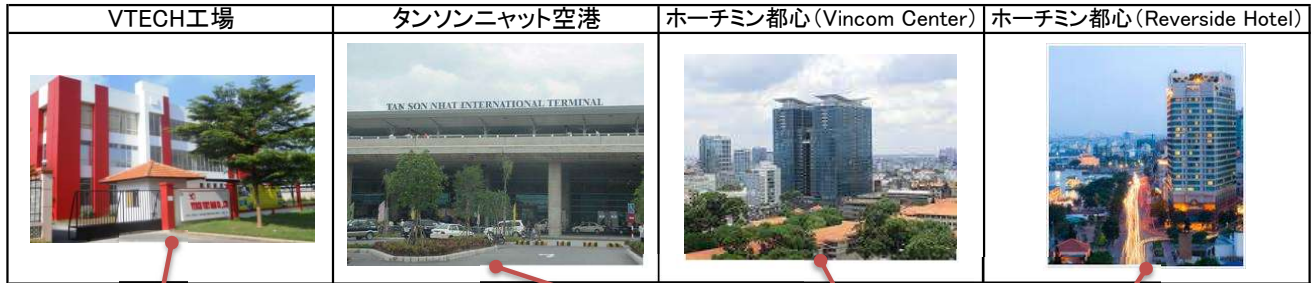 VTECH工場
タンソンニャット空港
ホーチミン都心（Vincom Center）
ホーチミン都心（Reverside Hotel）
TAN SON NHAT INTERNATIONAL TERMINAL